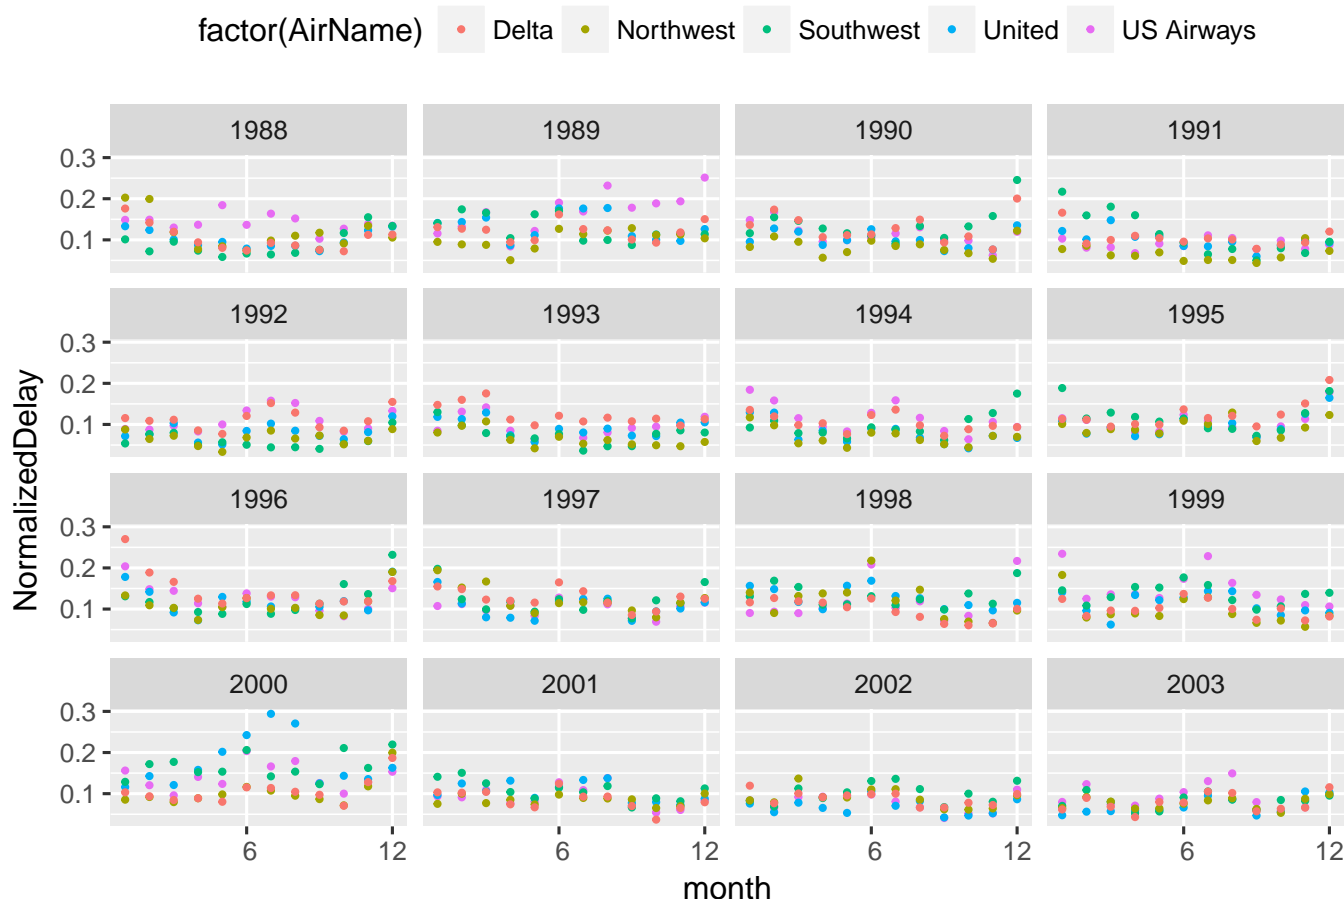 factor(AirName) Delta Northwest Southwest United US Airways
1988 1989 1990 1991
0.3
0.2
0.1
1992 1993 1994 1995
0.3
0.2
0.1
1996 1997 1998 1999
0.3
0.2
0.1
2000 2001 2002 2003
0.3
0.2
0.1
6 12 6 12 6 12 6 12
month
NormalizedDelay